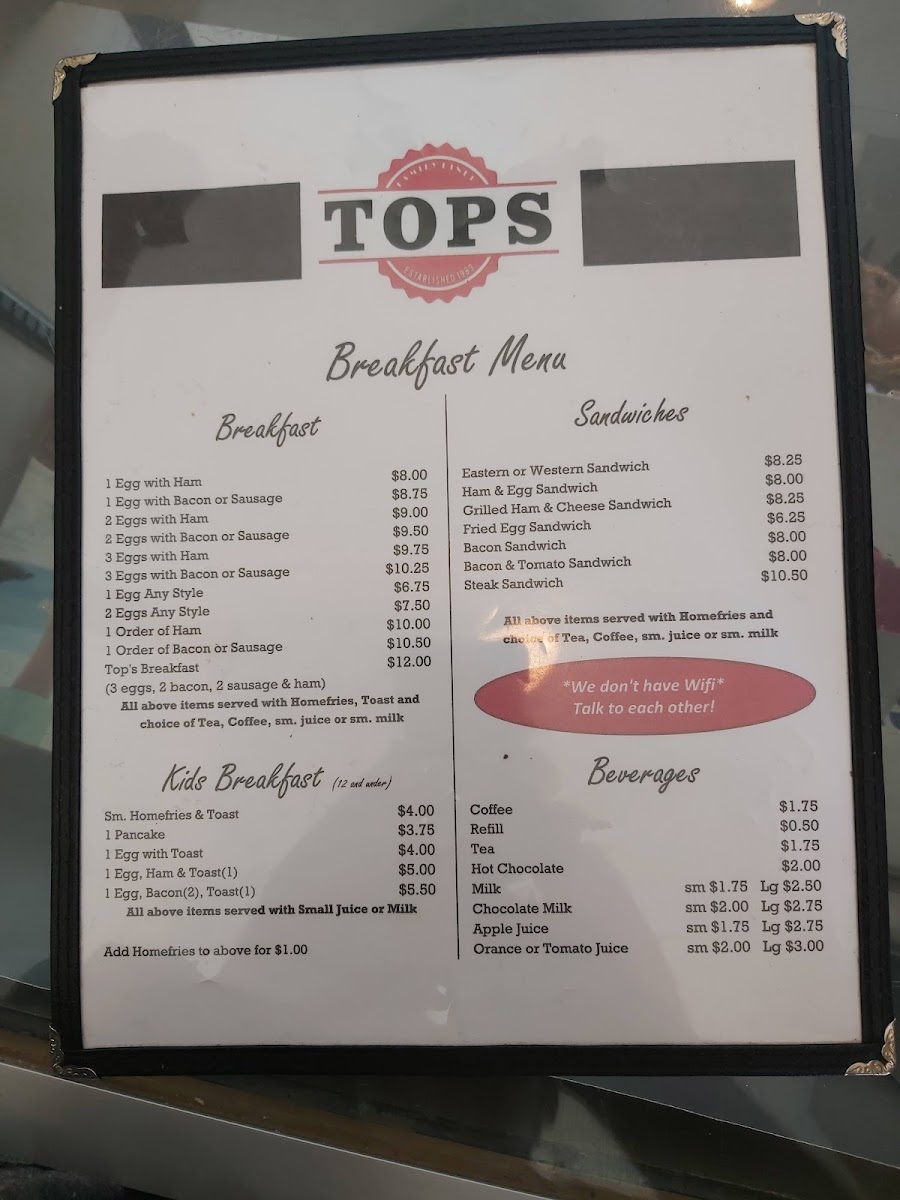 FAMILY DINER
TOPS
ESTABLISHED 1989
Breakfast Menu
Breakfast
1 Egg with Ham $8.00
1 Egg with Bacon or Sausage $8.75
2 Eggs with Ham $9.00
2 Eggs with Bacon or Sausage $9.50
3 Eggs with Ham $9.75
3 Eggs with Bacon or Sausage $10.25
1 Egg Any Style $6.75
2 Eggs Any Style $7.50
1 Order of Ham $10.00
1 Order of Bacon or Sausage $10.50
Top's Breakfast $12.00
(3 eggs, 2 bacon, 2 sausage & ham)
All above items served with Homefries, Toast and
choice of Tea, Coffee, sm. juice or sm. milk
Kids Breakfast (12 and under)
Sm. Homefries & Toast $4.00
1 Pancake $3.75
1 Egg with Toast $4.00
1 Egg, Ham & Toast(1) $5.00
1 Egg, Bacon(2), Toast(1) $5.50
All above items served with Small Juice or Milk
Add Homefries to above for $1.00
Sandwiches
Eastern or Western Sandwich $8.25
Ham & Egg Sandwich $8.00
Grilled Ham & Cheese Sandwich $8.25
Fried Egg Sandwich $6.25
Bacon Sandwich $8.00
Bacon & Tomato Sandwich $8.00
Steak Sandwich $10.50
All above items served with Homefries and
choice of Tea, Coffee, sm. juice or sm. milk
*We don't have Wifi*
Talk to each other!
Beverages
Coffee $1.75
Refill $0.50
Tea $1.75
Hot Chocolate $2.00
Milk sm $1.75 Lg $2.50
Chocolate Milk sm $2.00 Lg $2.75
Apple Juice sm $1.75 Lg $2.75
Orance or Tomato Juice sm $2.00 Lg $3.00